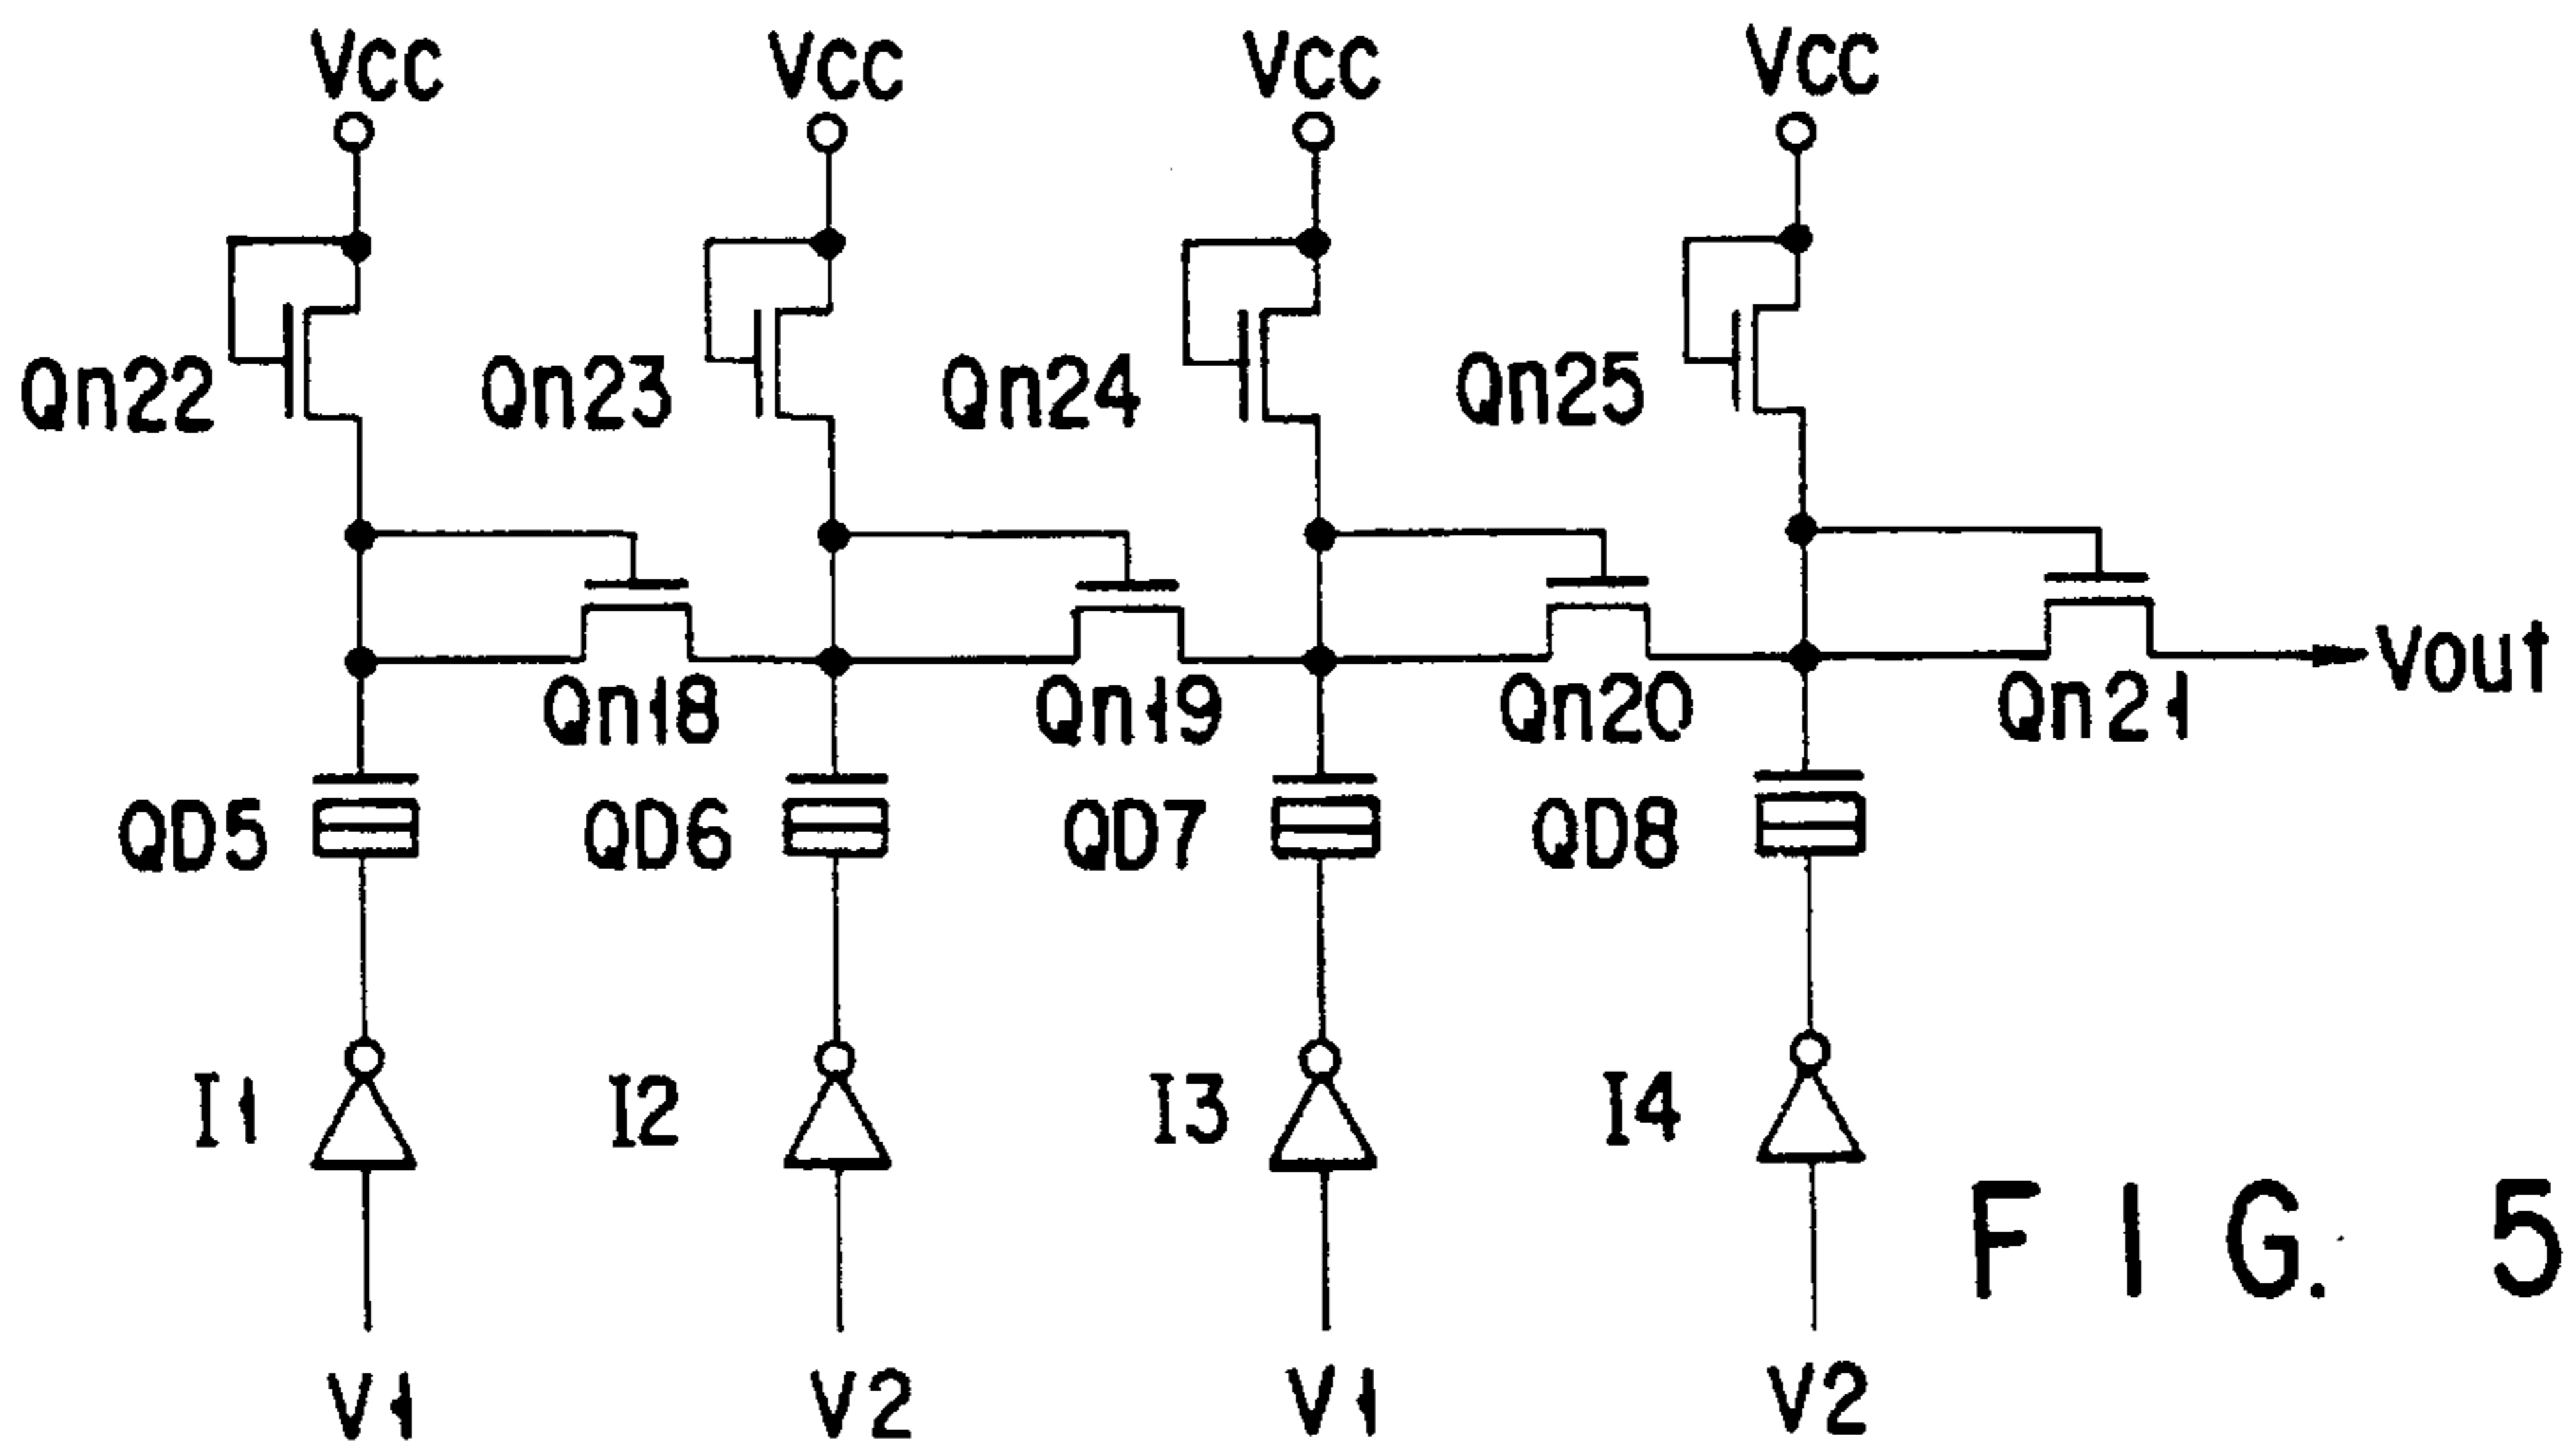 Vcc Vcc Vcc Vcc
Qn22 Qn23 Qn24 Qn25
Qn18 Qn19 Qn20 Qn21 Vout
QD5 QD6 QD7 QD8
I1 I2 I3 I4
FIG. 5
V1 V2 V1 V2